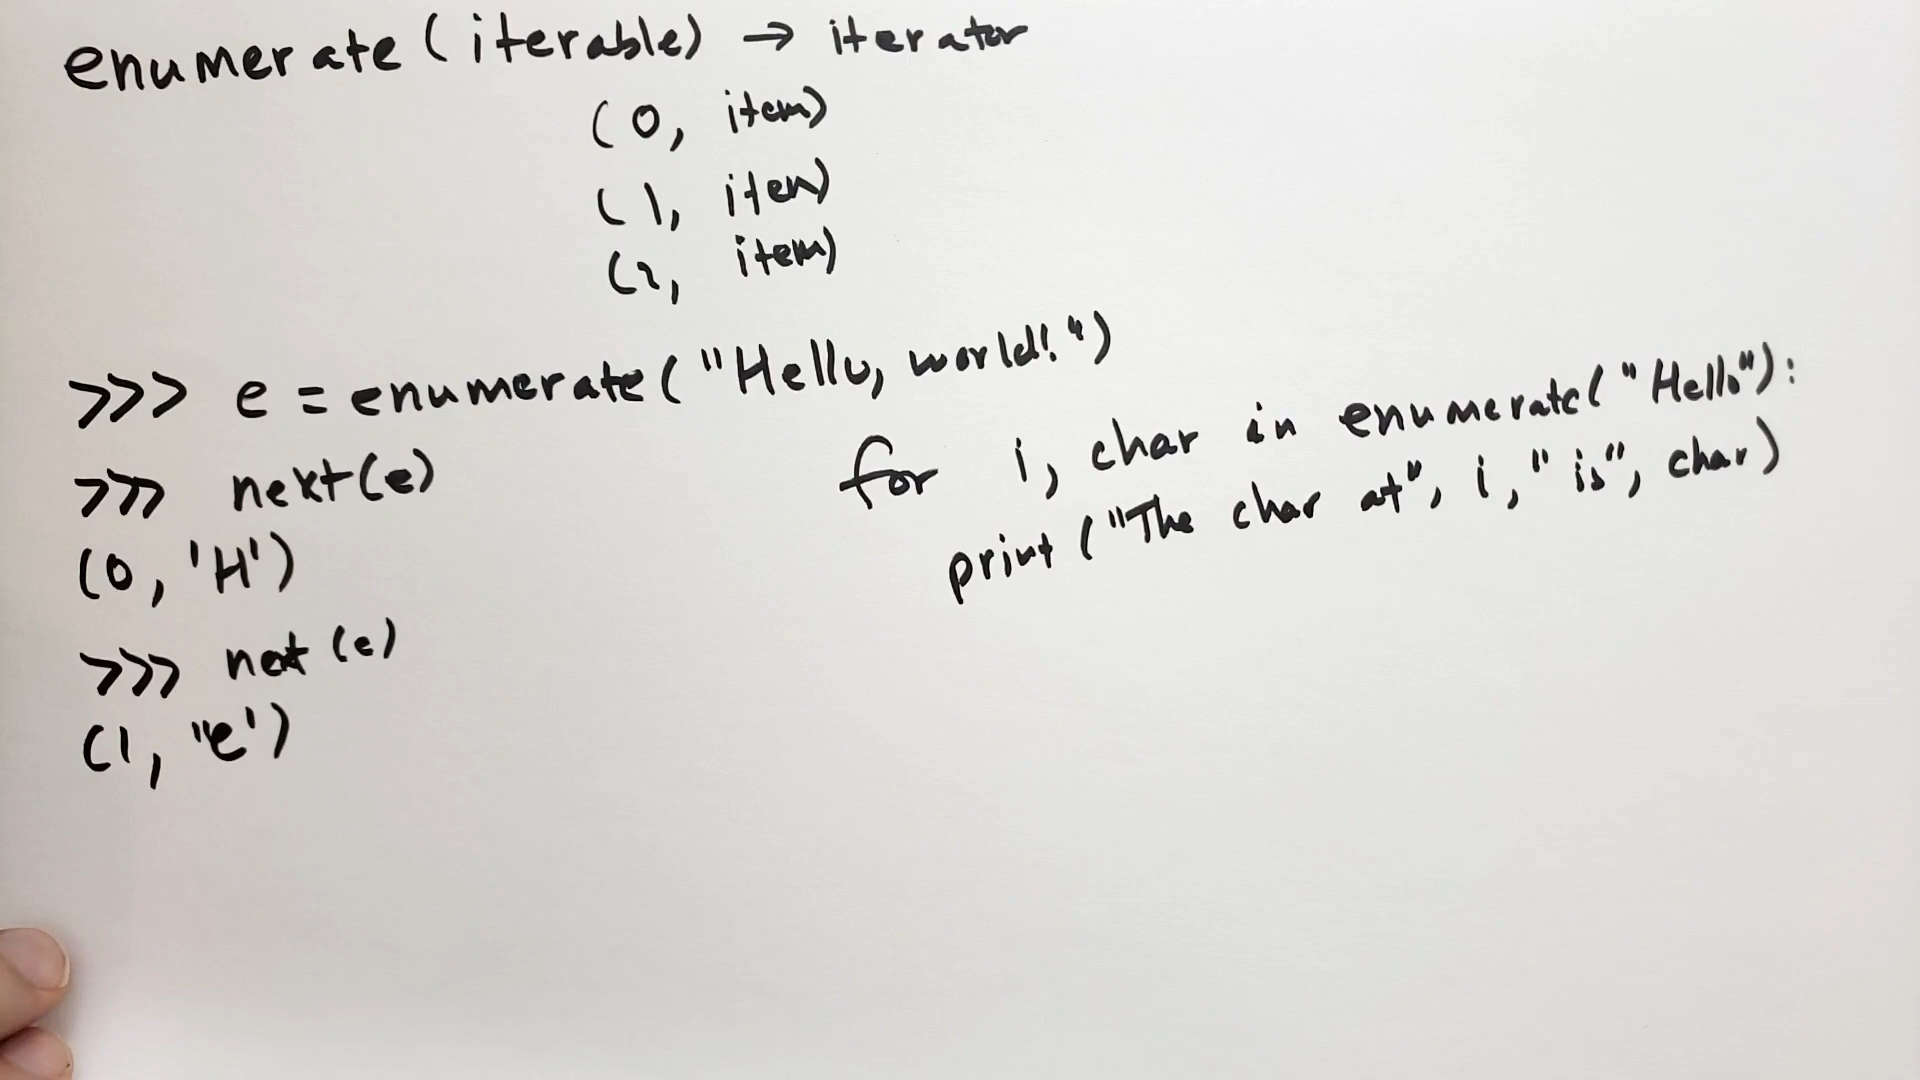 enumerate(iterable) → iterator
(0, item)
(1, item)
(2, item)
>>> e = enumerate("Hello, world!")
>>> next(e)
(0, 'H')
>>> next(e)
(1, "e')
for i, char in enumerate("Hello"):
print("The char at", i, "is", char)